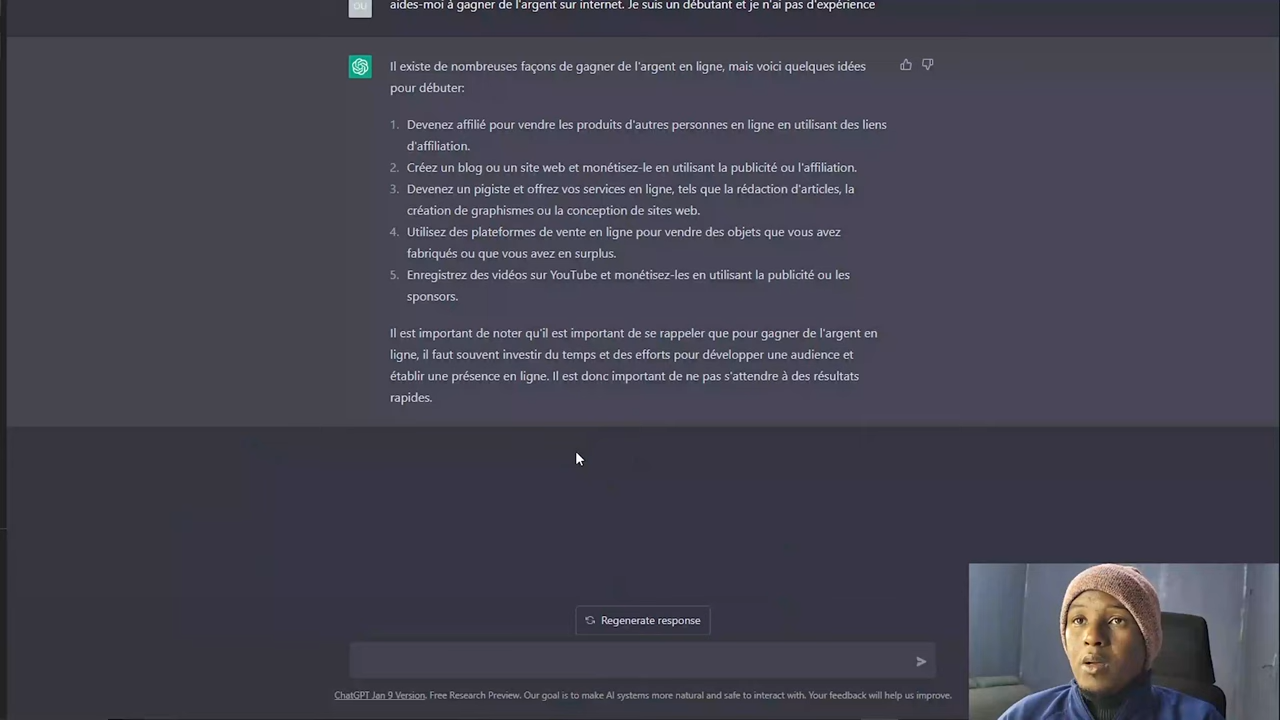 OU
aides-moi à gagner de l'argent sur internet. Je suis un débutant et je n'ai pas d'expérience
Il existe de nombreuses façons de gagner de l'argent en ligne, mais voici quelques idées
pour débuter:
1. Devenez affilié pour vendre les produits d'autres personnes en ligne en utilisant des liens
d'affiliation.
2. Créez un blog ou un site web et monétisez-le en utilisant la publicité ou l'affiliation.
3. Devenez un pigiste et offrez vos services en ligne, tels que la rédaction d'articles, la
création de graphismes ou la conception de sites web.
4. Utilisez des plateformes de vente en ligne pour vendre des objets que vous avez
fabriqués ou que vous avez en surplus.
5. Enregistrez des vidéos sur YouTube et monétisez-les en utilisant la publicité ou les
sponsors.
Il est important de noter qu'il est important de se rappeler que pour gagner de l'argent en
ligne, il faut souvent investir du temps et des efforts pour développer une audience et
établir une présence en ligne. Il est donc important de ne pas s'attendre à des résultats
rapides.
Regenerate response
ChatGPT Jan 9 Version. Free Research Preview. Our goal is to make AI systems more natural and safe to interact with. Your feedback will help us improve.